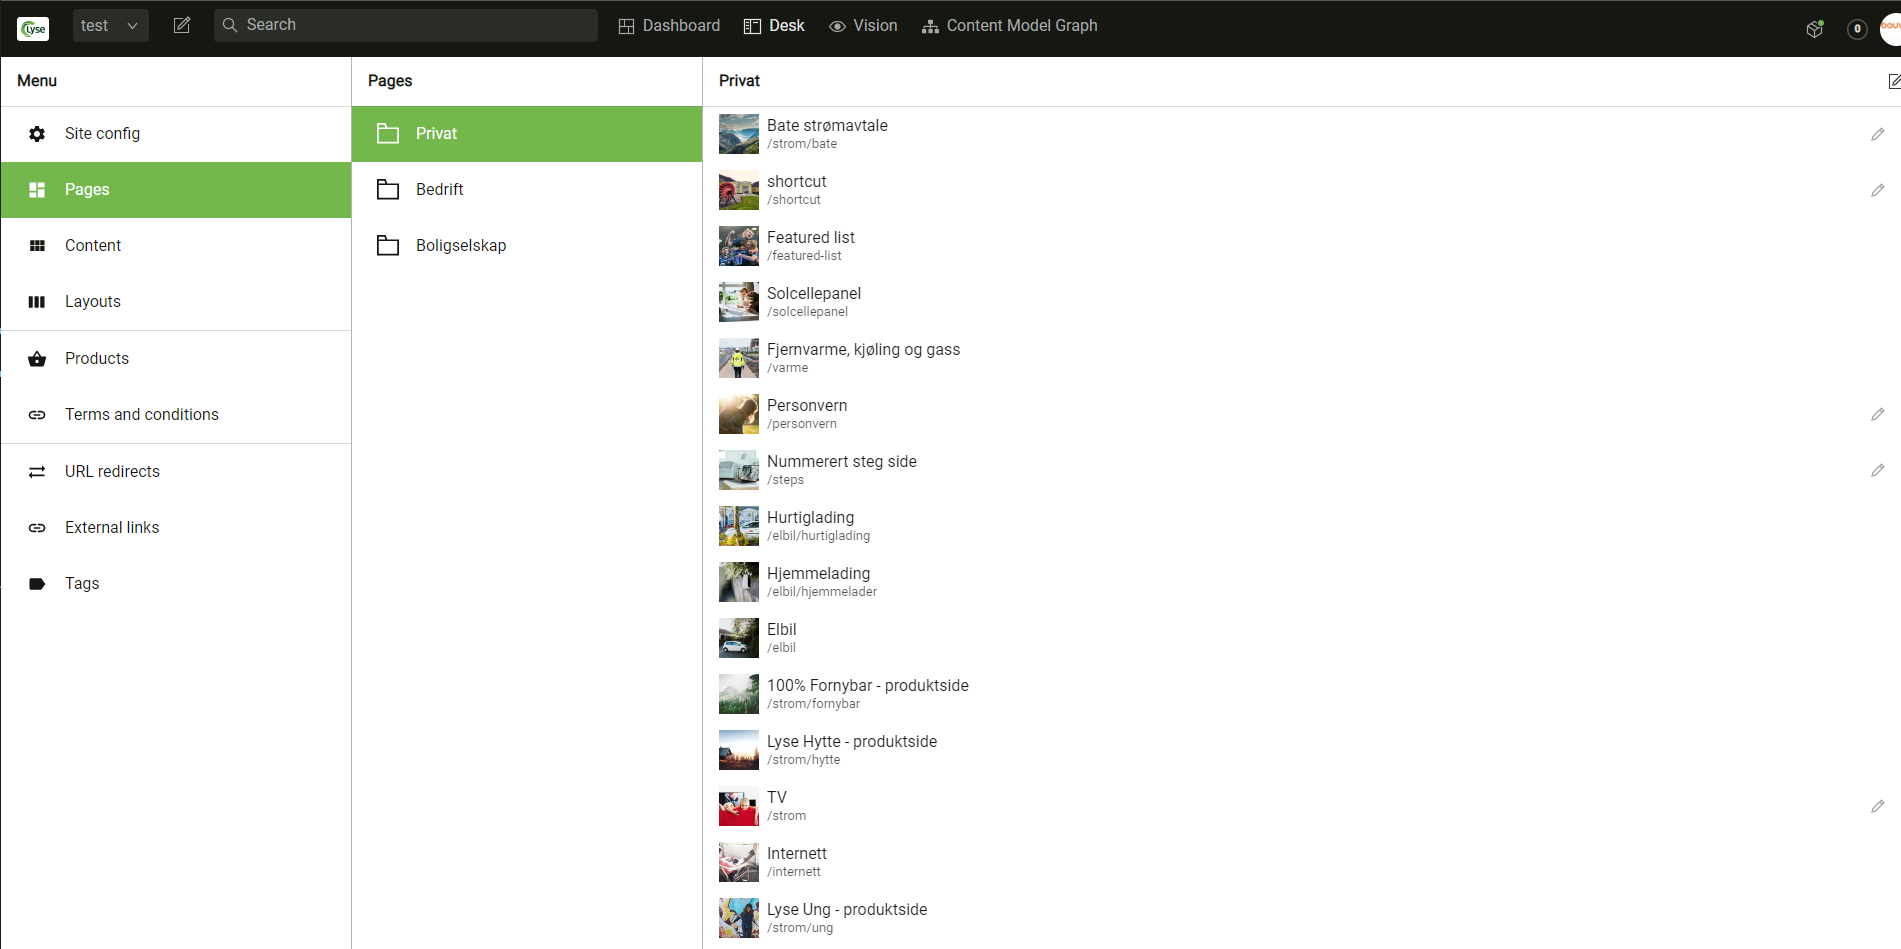 Lyse
test
Search
Dashboard
Desk
Vision
Content Model Graph
0
Menu
Site config
Pages
Content
Layouts
Products
Terms and conditions
URL redirects
External links
Tags
Pages
Privat
Bedrift
Boligselskap
Privat
Bate strømavtale
/strom/bate
shortcut
/shortcut
Featured list
/featured-list
Solcellepanel
/solcellepanel
Fjernvarme, kjøling og gass
/varme
Personvern
/personvern
Nummerert steg side
/steps
Hurtiglading
/elbil/hurtiglading
Hjemmelading
/elbil/hjemmelader
Elbil
/elbil
100% Fornybar - produktside
/strom/fornybar
Lyse Hytte - produktside
/strom/hytte
TV
/strom
Internett
/internett
Lyse Ung - produktside
/strom/ung